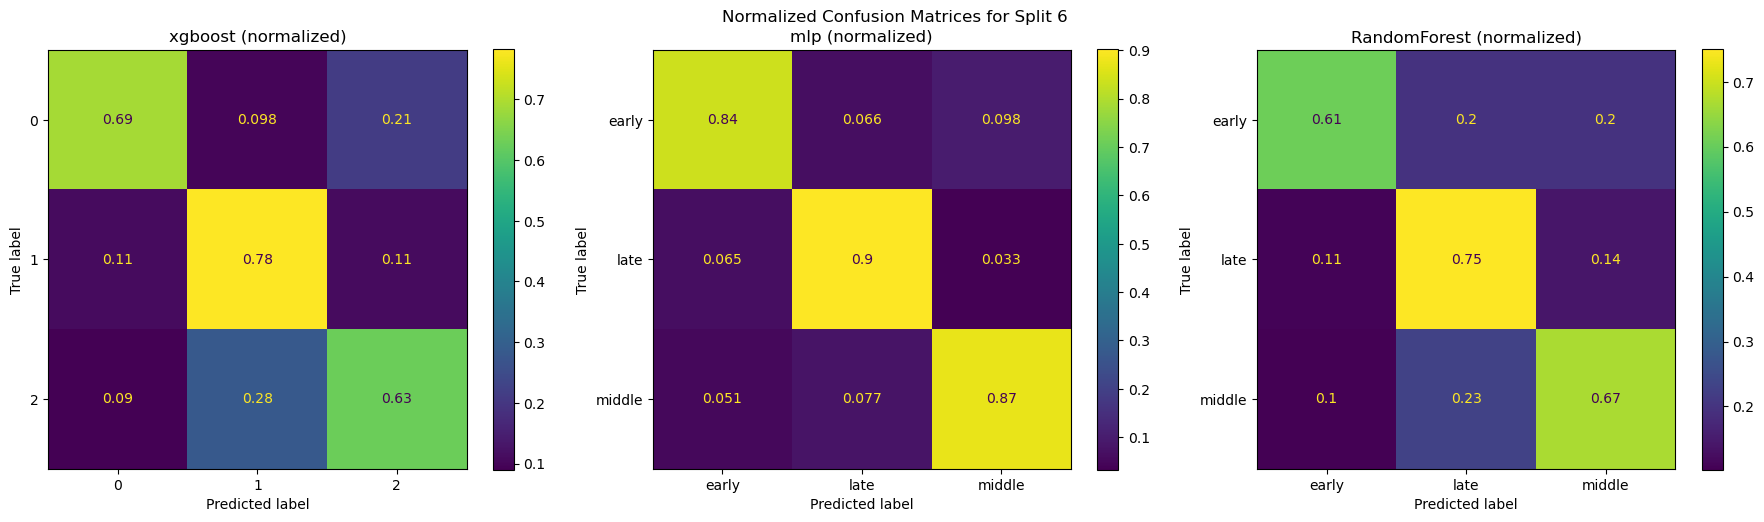 Normalized Confusion Matrices for Split 6
xgboost (normalized)
0.7
0.6
0.5
0.4
0.3
0.2
0.1
True label
0
0.69 0.098 0.21
1
0.11 0.78 0.11
2
0.09 0.28 0.63
0 1 2
Predicted label
mlp (normalized)
0.9
0.8
0.7
0.6
0.5
0.4
0.3
0.2
0.1
True label
early
0.84 0.066 0.098
late
0.065 0.9 0.033
middle
0.051 0.077 0.87
early late middle
Predicted label
RandomForest (normalized)
0.7
0.6
0.5
0.4
0.3
0.2
True label
early
0.61 0.2 0.2
late
0.11 0.75 0.14
middle
0.1 0.23 0.67
early late middle
Predicted label